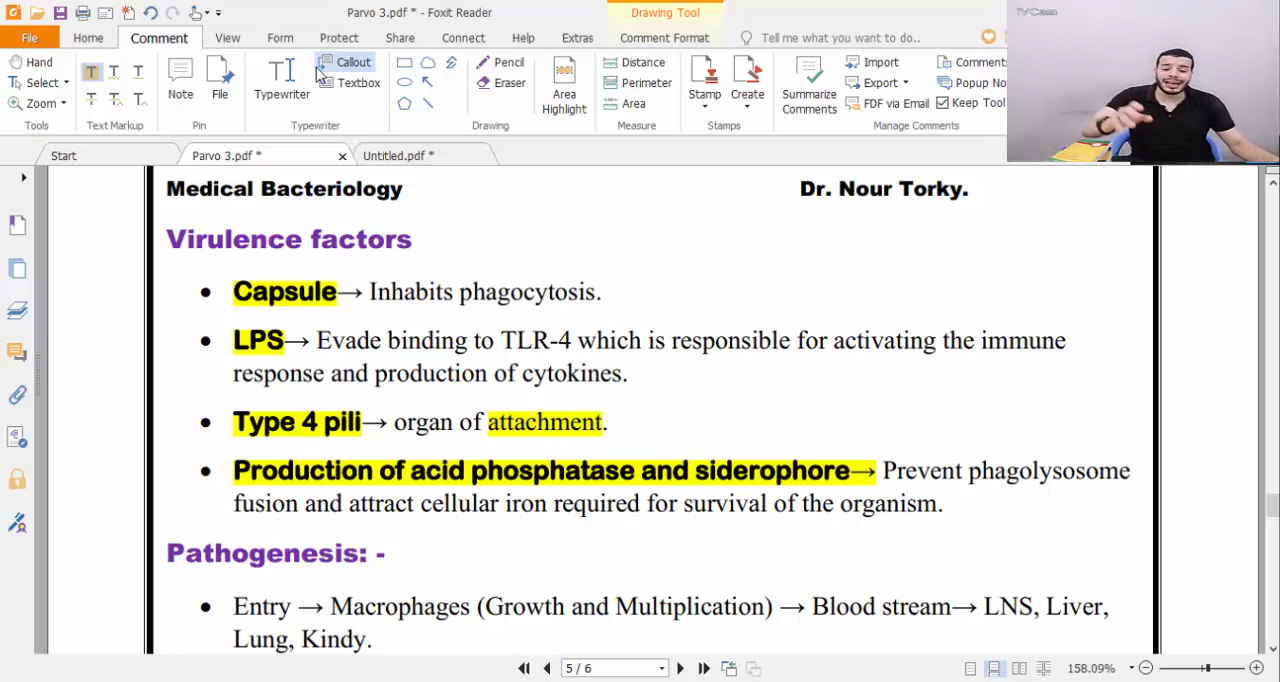 Parvo 3.pdf * - Foxit Reader
Drawing Tool
iVCam
File Home Comment View Form Protect Share Connect Help Extras Comment Format Tell me what you want to do..
Hand
Select
Zoom
Tools
Text Markup
Note
File
Pin
Typewriter
Callout
Textbox
Typewriter
Pencil
Eraser
Drawing
Area
Highlight
Distance
Perimeter
Area
Measure
Stamp
Create
Stamps
Summarize
Comments
Import
Export
FDF via Email
Comment
Popup No
Keep Tool
Manage Comments
Start
Parvo 3.pdf *
Untitled.pdf *
Medical Bacteriology Dr. Nour Torky.
Virulence factors
• Capsule→ Inhabits phagocytosis.
• LPS→ Evade binding to TLR-4 which is responsible for activating the immune
response and production of cytokines.
• Type 4 pili→ organ of attachment.
• Production of acid phosphatase and siderophore→ Prevent phagolysosome
fusion and attract cellular iron required for survival of the organism.
Pathogenesis: -
• Entry → Macrophages (Growth and Multiplication) → Blood stream→ LNS, Liver,
Lung, Kindy.
5 / 6
158.09%